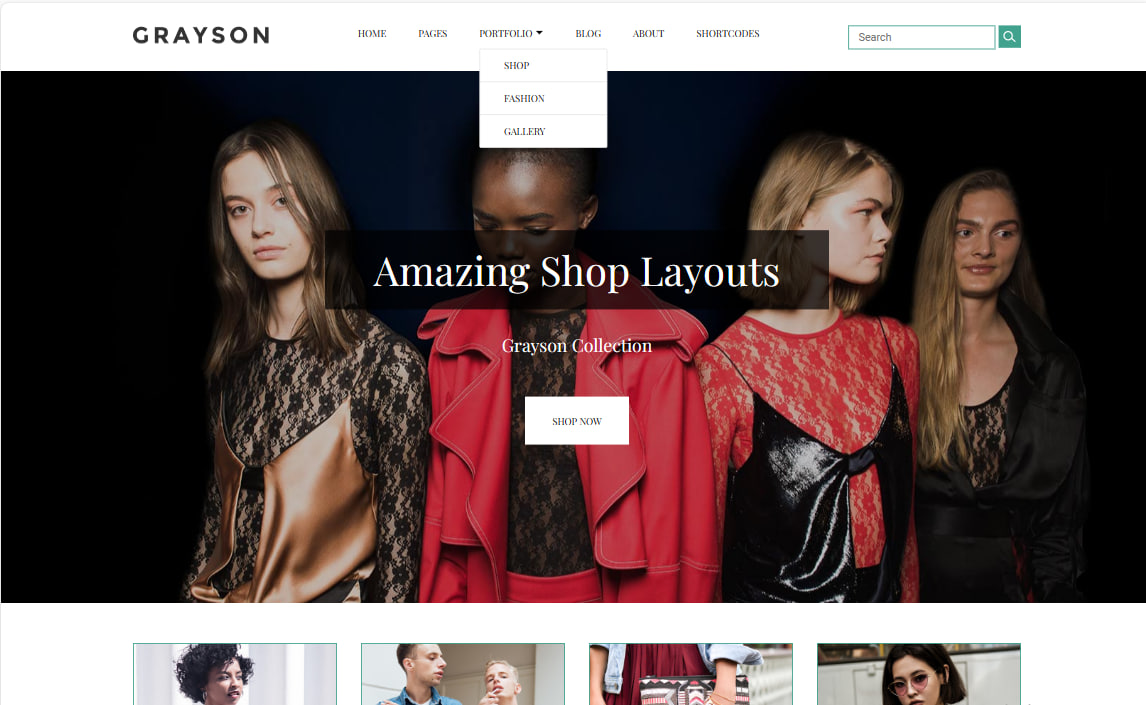 GRAYSON
HOME PAGES PORTFOLIO BLOG ABOUT SHORTCODES
Search
SHOP
FASHION
GALLERY
Amazing Shop Layouts
Grayson Collection
SHOP NOW